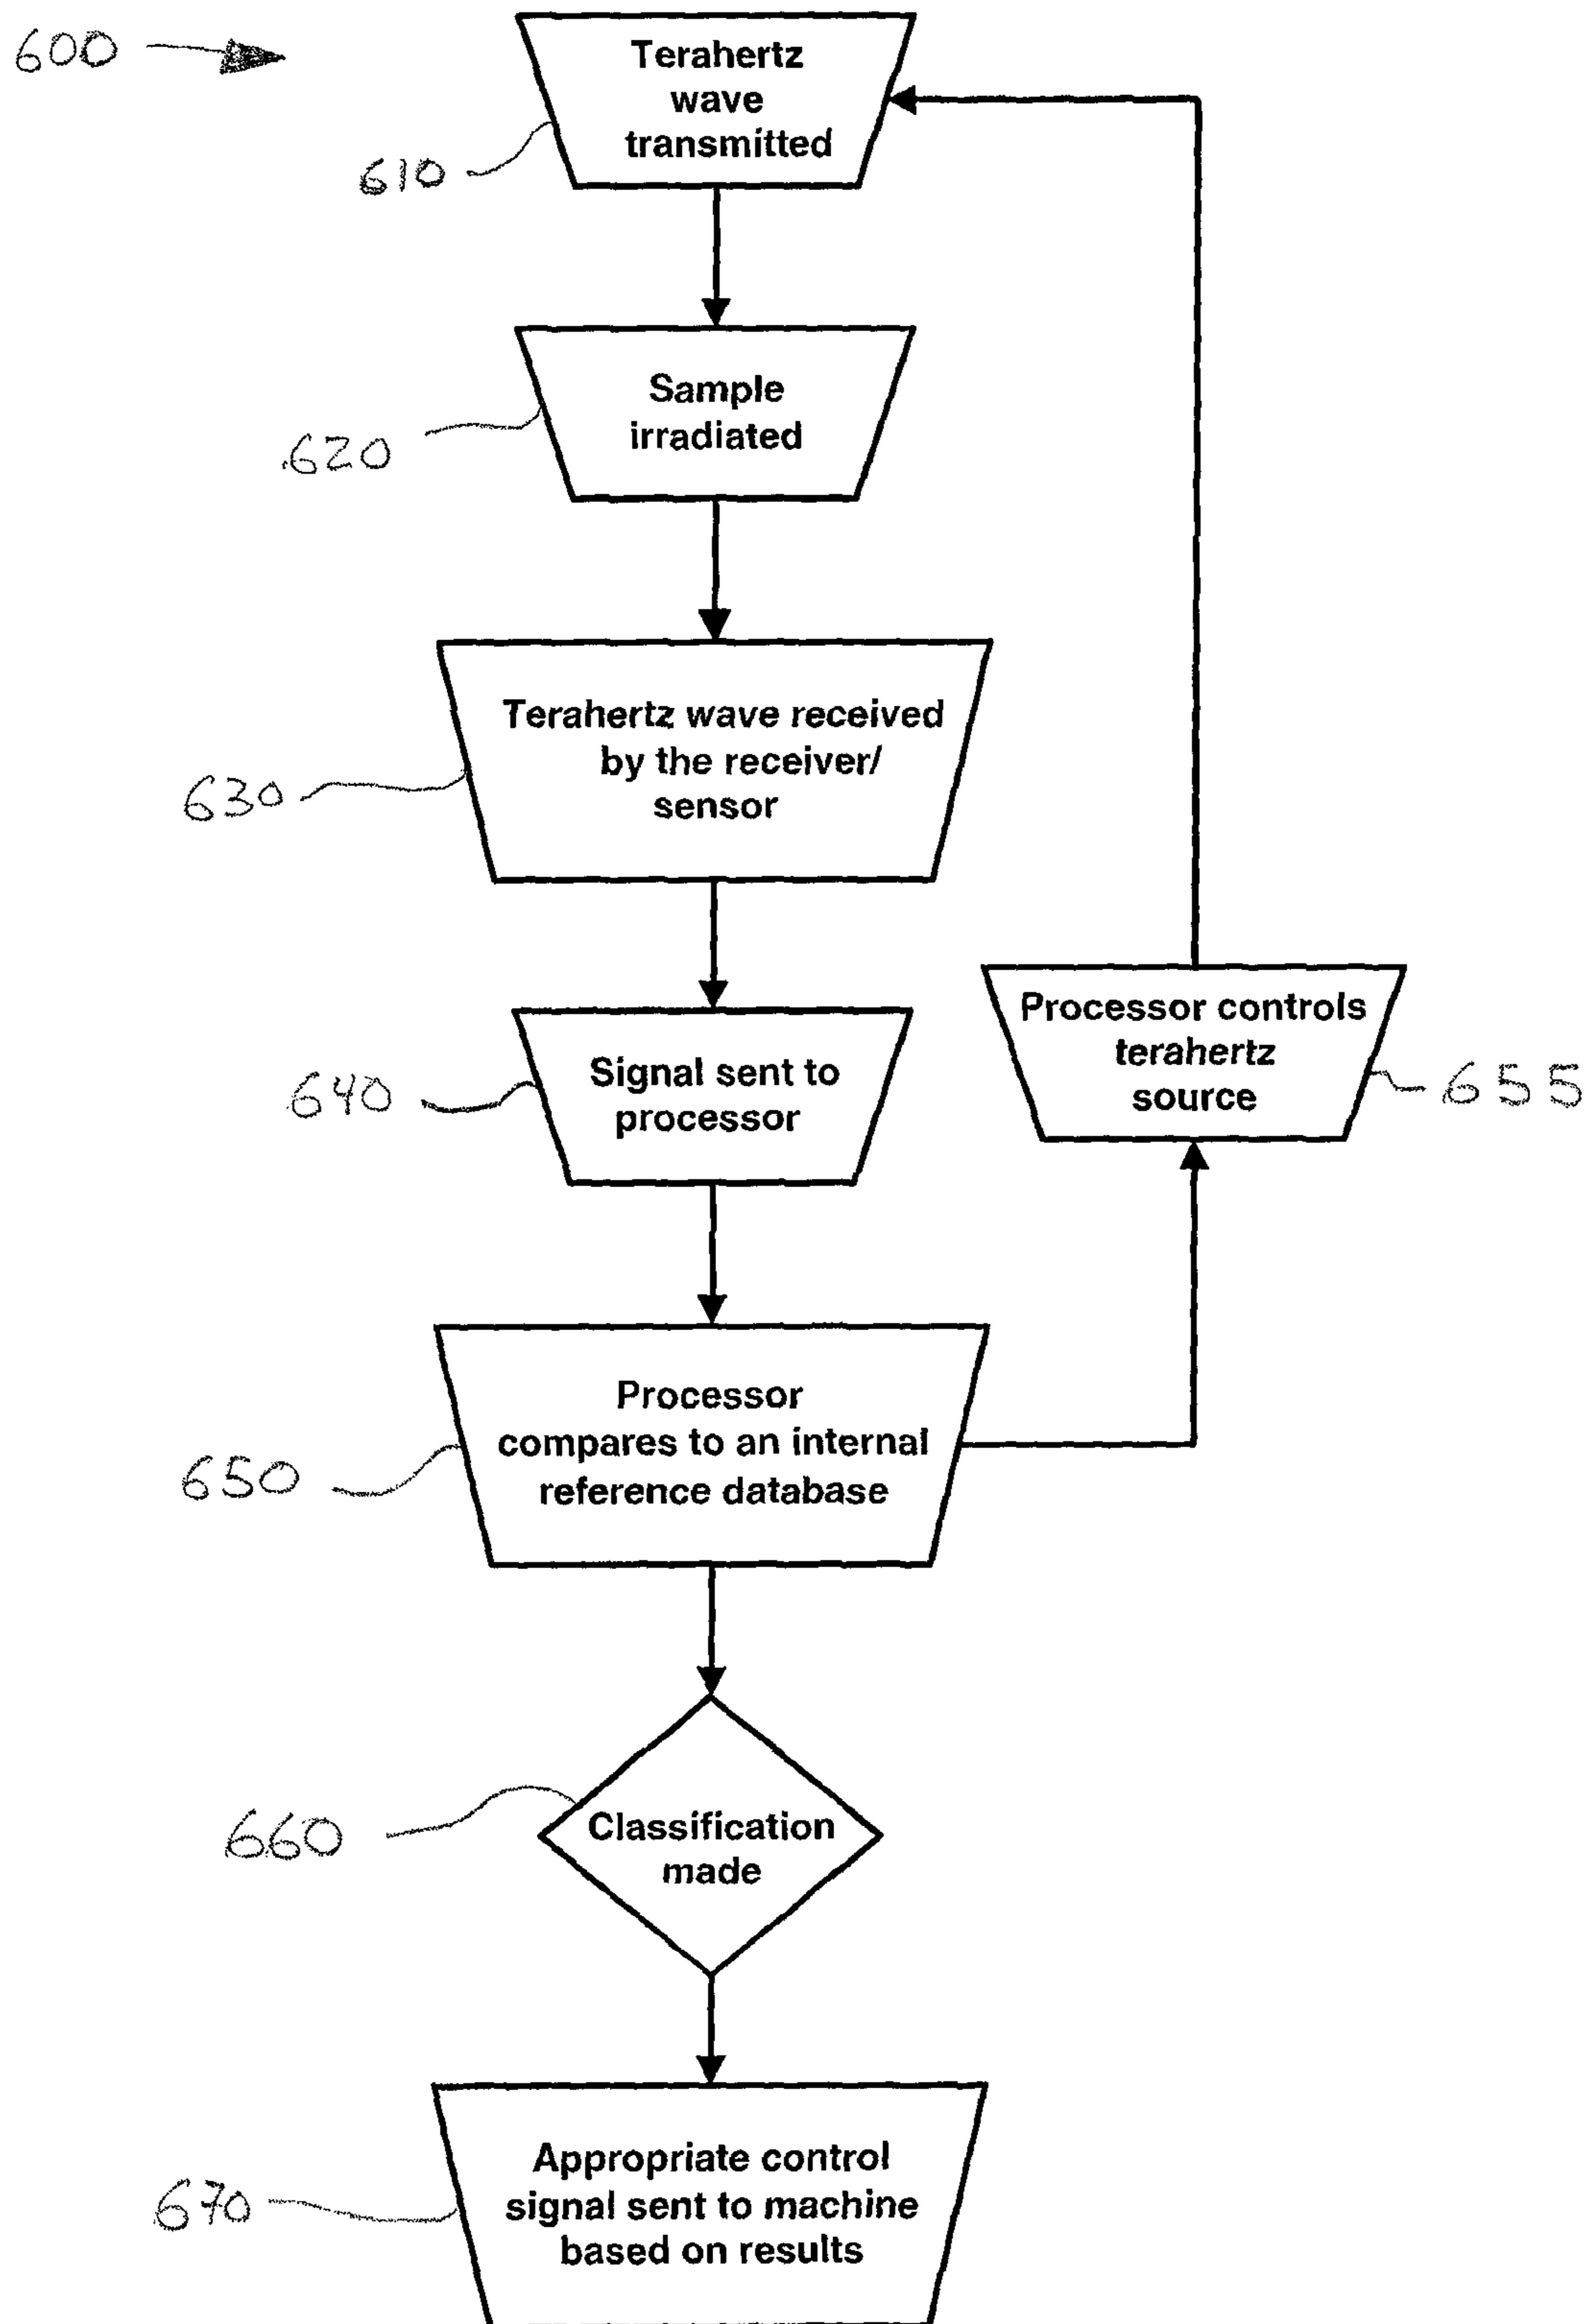 600
Terahertz
wave
transmitted
610
Sample
irradiated
620
Terahertz wave received
by the receiver/
sensor
630
Signal sent to
processor
640
Processor controls
terahertz
source
655
Processor
compares to an internal
reference database
650
Classification
made
660
Appropriate control
signal sent to machine
based on results
670